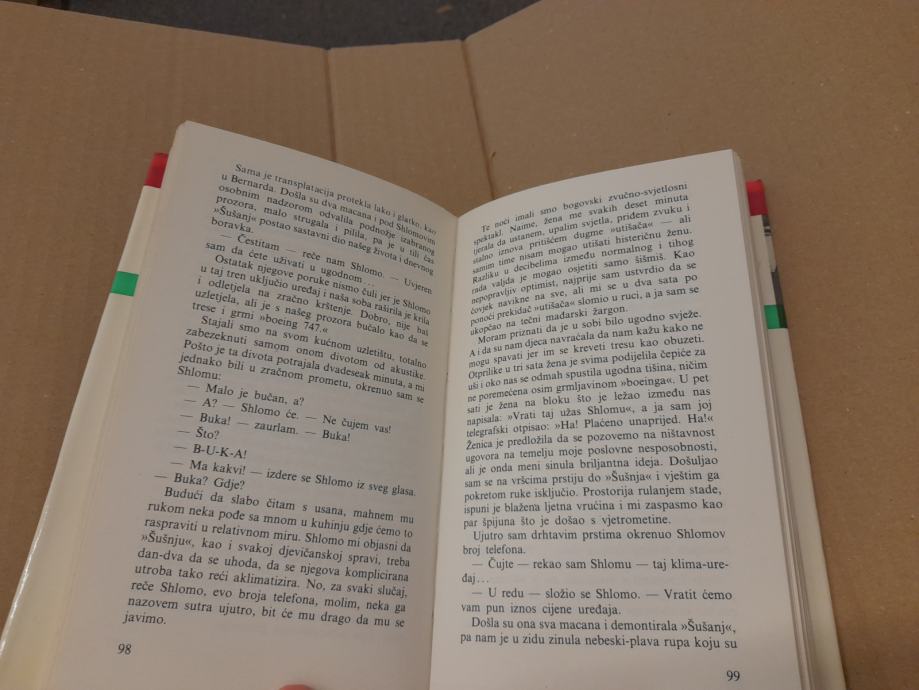 Sama je transplatacija protekla lako i glatko, kao
u Bernarda. Došla su dva macana i pod Shlomovim
osobnim nadzorom odvalila podnožje izabranog
prozora, malo strugala i pilila, pa je u tili čas
»Šušanj« postao sastavni dio našeg života i dnevnog
boravka.
— Čestitam — reče nam Shlomo. — Uvjeren
sam da ćete uživati u ugodnom...
Ostatak njegove poruke nismo čuli jer je Shlomo
u taj tren uključio uređaj i naša soba raširila je krila
i odletjela na zračno krštenje. Dobro, nije baš
uzletjela, ali je s našeg prozora bučalo kao da se
trese i grmi »boeing 747.«
Stajali smo na svom kućnom uzletištu, totalno
zabezeknuti samom onom divotom od akustike.
Pošto je ta divota potrajala dvadeseak minuta, a mi
jednako bili u zračnom prometu, okrenuo sam se
Shlomu:
— Malo je bučan, a?
— A? — Shlomo će. — Ne čujem vas!
— Buka! — zaurlam. — Buka!
— Što?
— B-U-K-A!
— Ma kakvi! — izdere se Shlomo iz sveg glasa.
— Buka? Gdje?
Budući da slabo čitam s usana, mahnem mu
rukom neka pođe sa mnom u kuhinju gdje ćemo to
raspraviti u relativnom miru. Shlomo mi objasni da
»Šušnju«, kao i svakoj djevičanskoj spravi, treba
dan-dva da se uhoda, da se njegova komplicirana
utroba tako reći aklimatizira. No, za svaki slučaj,
reče Shlomo, evo broja telefona, molim, neka ga
nazovem sutra ujutro, bit će mu drago da mu se
javimo.
98
Te noći imali smo bogovski zvučno-svjetlosni
spektakl. Naime, žena me svakih deset minuta
tjerala da ustanem, upalim svjetla, priđem zvuku i
stalno iznova pritišćem dugme »utišača« — ali
samim time nisam mogao utišati histeričnu ženu.
Razliku u decibelima između normalnog i tihog
rada valjda je mogao osjetiti samo šišmiš. Kao
nepopravljiv optimist, najprije sam ustvrdio da se
čovjek navikne na sve, ali mi se u dva sata po
ponoći prekidač »utišača« slomio u ruci, a ja sam se
ukopčao na tečni mađarski žargon.
Moram priznati da je u sobi bilo ugodno svježe.
A i da su nam djeca navraćala da nam kažu kako ne
mogu spavati jer im se kreveti tresu kao obuzeti.
Otprilike u tri sata žena je svima podijelila čepiće za
uši i oko nas se odmah spustila ugodna tišina, ničim
ne poremećena osim grmljavinom »boeinga«. U pet
sati je žena na bloku što je ležao između nas
napisala: »Vrati taj užas Shlomu«, a ja sam joj
telegrafski otpisao: »Ha! Plaćeno unaprijed. Ha!«
Ženica je predložila da se pozovemo na ništavnost
ugovora na temelju moje poslovne nesposobnosti,
ali je onda meni sinula briljantna ideja. Došuljao
sam se na vršcima prstiju do »Šušnja« i vještim ga
pokretom ruke isključio. Prostorija rulanjem stade,
ispuni je blažena ljetna vrućina i mi zaspasmo kao
par špijuna što je došao s vjetrometine.
Ujutro sam drhtavim prstima okrenuo Shlomov
broj telefona.
— Čujte — rekao sam Shlomu — taj klima-ure-
đaj...
— U redu — složio se Shlomo. — Vratit ćemo
vam pun iznos cijene uređaja.
Došla su ona sva macana i demontirala »Šušanj«,
pa nam je u zidu zinula nebeski-plava rupa koju su
99